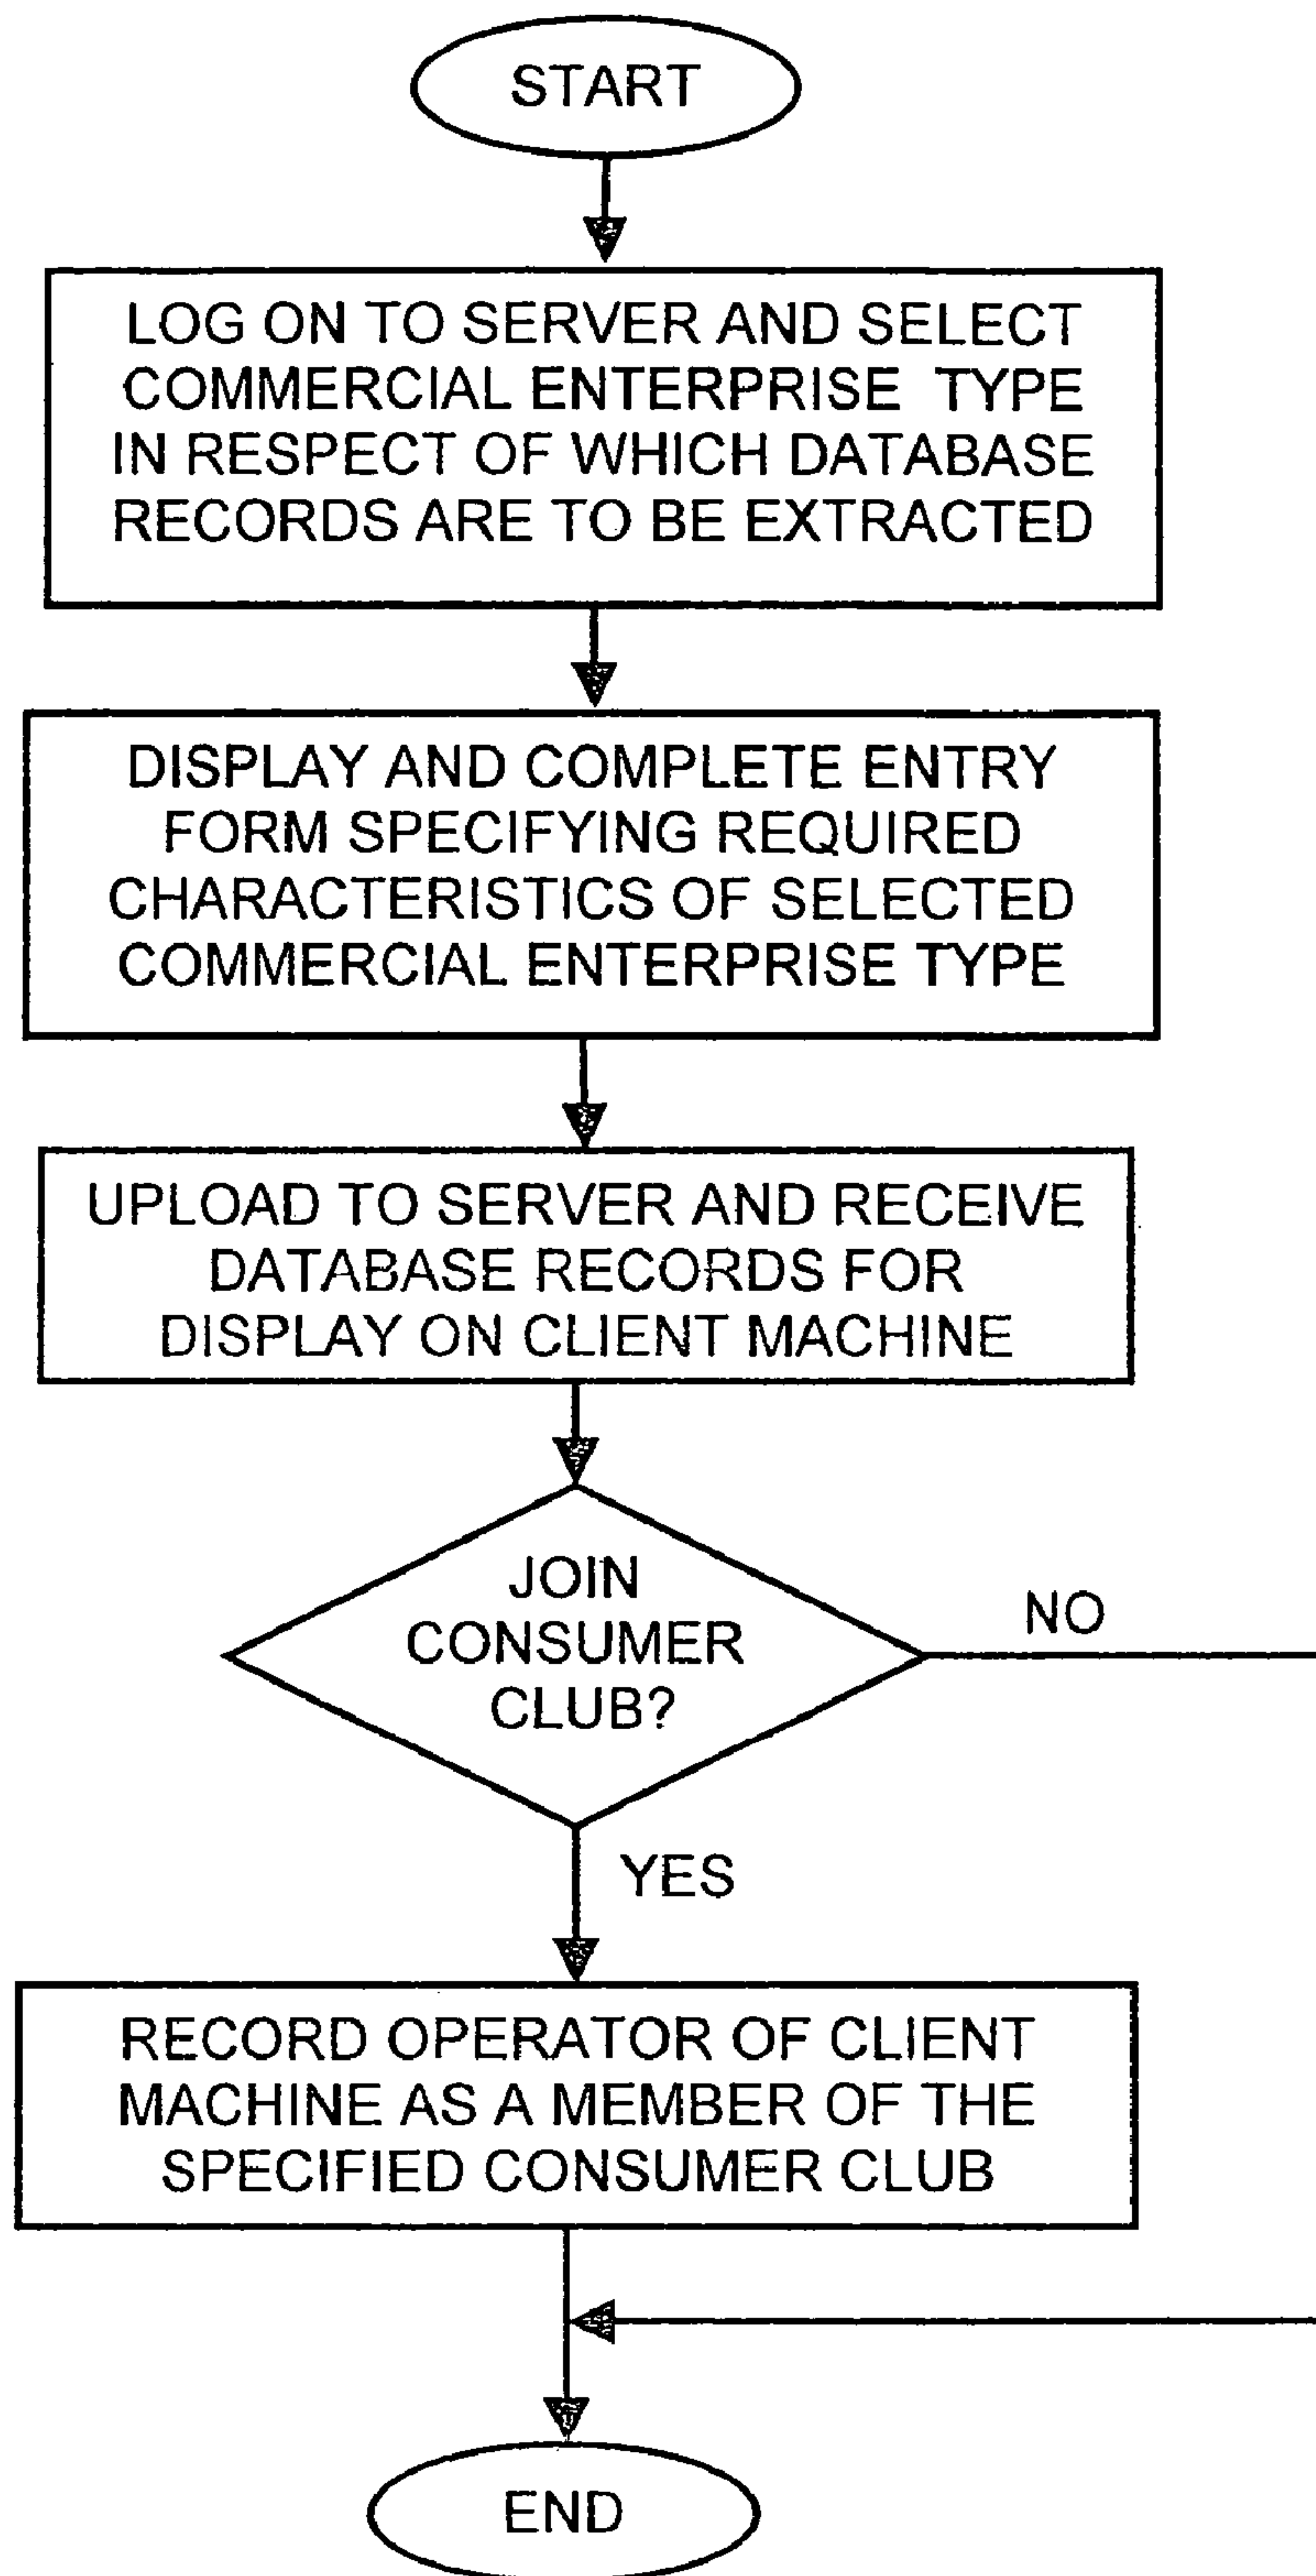 START
LOG ON TO SERVER AND SELECT
COMMERCIAL ENTERPRISE TYPE
IN RESPECT OF WHICH DATABASE
RECORDS ARE TO BE EXTRACTED
DISPLAY AND COMPLETE ENTRY
FORM SPECIFYING REQUIRED
CHARACTERISTICS OF SELECTED
COMMERCIAL ENTERPRISE TYPE
UPLOAD TO SERVER AND RECEIVE
DATABASE RECORDS FOR
DISPLAY ON CLIENT MACHINE
JOIN
CONSUMER
CLUB?
NO
YES
RECORD OPERATOR OF CLIENT
MACHINE AS A MEMBER OF THE
SPECIFIED CONSUMER CLUB
END